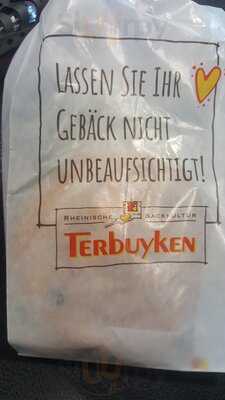 LASSEN SIE IHR
GEBÄCK NICHT
UNBEAUFSICHTIGT!
RHEINISCHE BACKKULTUR
TERBUYKEN